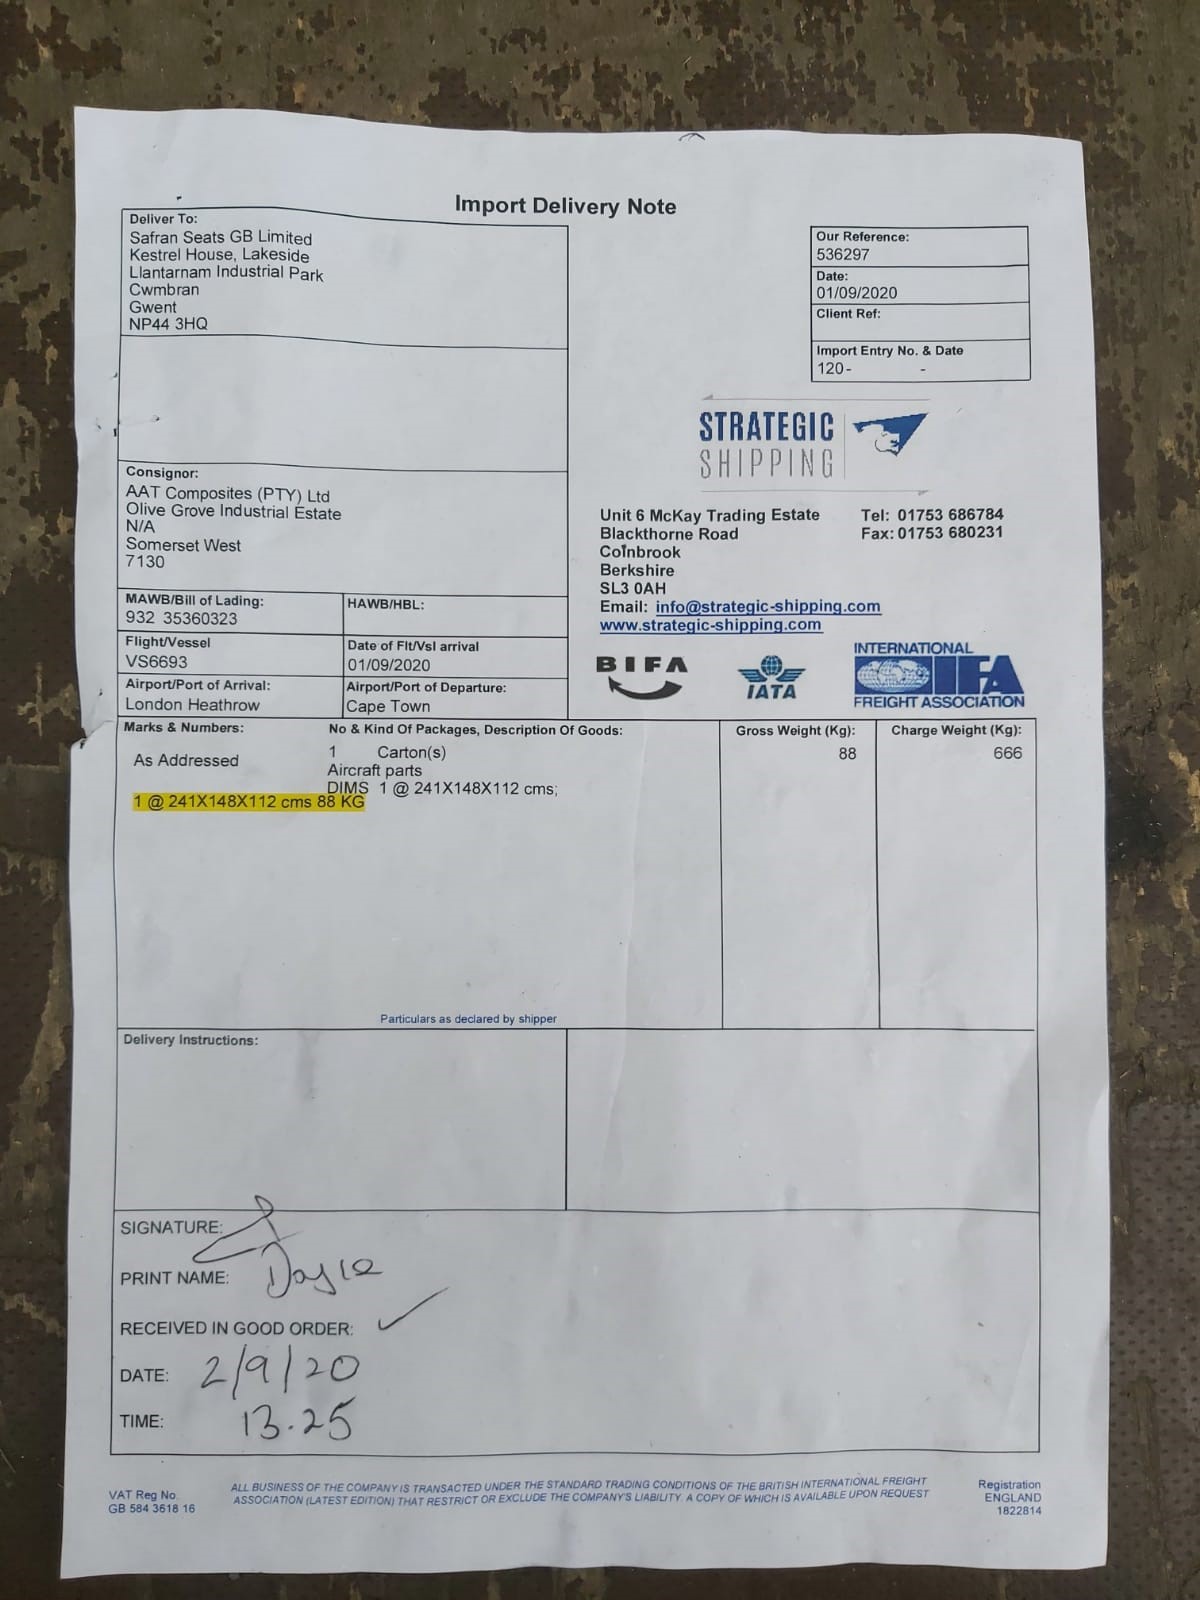 Import Delivery Note
Deliver To:
Safran Seats GB Limited
Kestrel House, Lakeside
Llantarnam Industrial Park
Cwmbran
Gwent
NP44 3HQ
Our Reference:
536297
Date:
01/09/2020
Client Ref:
Import Entry No. & Date
120- -
STRATEGIC
SHIPPING
Consignor:
AAT Composites (PTY) Ltd
Olive Grove Industrial Estate
N/A
Somerset West
7130
Unit 6 McKay Trading Estate Tel: 01753 686784
Blackthorne Road Fax: 01753 680231
Colnbrook
Berkshire
SL3 0AH
Email: info@strategic-shipping.com
www.strategic-shipping.com
MAWB/Bill of Lading: HAWB/HBL:
932 35360323
Flight/Vessel Date of Flt/Vsl arrival
VS6693 01/09/2020
Airport/Port of Arrival: Airport/Port of Departure:
London Heathrow Cape Town
BIFA
IATA
INTERNATIONAL
IFA
FREIGHT ASSOCIATION
Marks & Numbers: No & Kind Of Packages, Description Of Goods: Gross Weight (Kg): Charge Weight (Kg):
As Addressed 1 Carton(s) 88 666
Aircraft parts
DIMS 1 @ 241X148X112 cms;
1 @ 241X148X112 cms 88 KG
Particulars as declared by shipper
Delivery Instructions:
SIGNATURE:
PRINT NAME: Doyle
RECEIVED IN GOOD ORDER: ✓
DATE: 2/9/20
TIME: 13.25
VAT Reg No.
GB 584 3618 16
ALL BUSINESS OF THE COMPANY IS TRANSACTED UNDER THE STANDARD TRADING CONDITIONS OF THE BRITISH INTERNATIONAL FREIGHT
ASSOCIATION (LATEST EDITION) THAT RESTRICT OR EXCLUDE THE COMPANY'S LIABILITY. A COPY OF WHICH IS AVAILABLE UPON REQUEST
Registration
ENGLAND
1822814